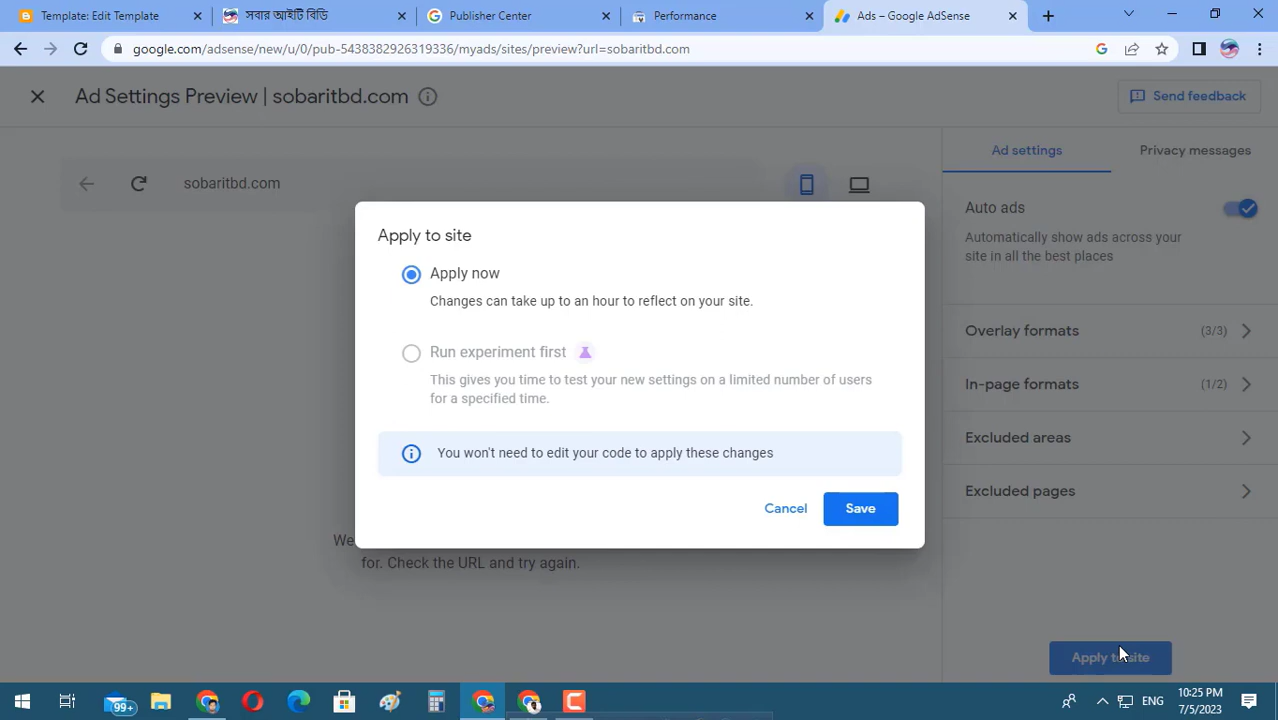 Template: Edit Template
সবার আইটি বিডি
Publisher Center
Performance
Ads – Google AdSense
google.com/adsense/new/u/0/pub-5438382926319336/myads/sites/preview?url=sobaritbd.com
Ad Settings Preview | sobaritbd.com
Send feedback
sobaritbd.com
Ad settings
Privacy messages
Auto ads
Automatically show ads across your
site in all the best places
Overlay formats (3/3)
In-page formats (1/2)
Excluded areas
Excluded pages
Apply to site
Apply now
Changes can take up to an hour to reflect on your site.
Run experiment first
This gives you time to test your new settings on a limited number of users
for a specified time.
You won't need to edit your code to apply these changes
Cancel
Save
We
for. Check the URL and try again.
Apply to site
99+
ENG
10:25 PM
7/5/2023